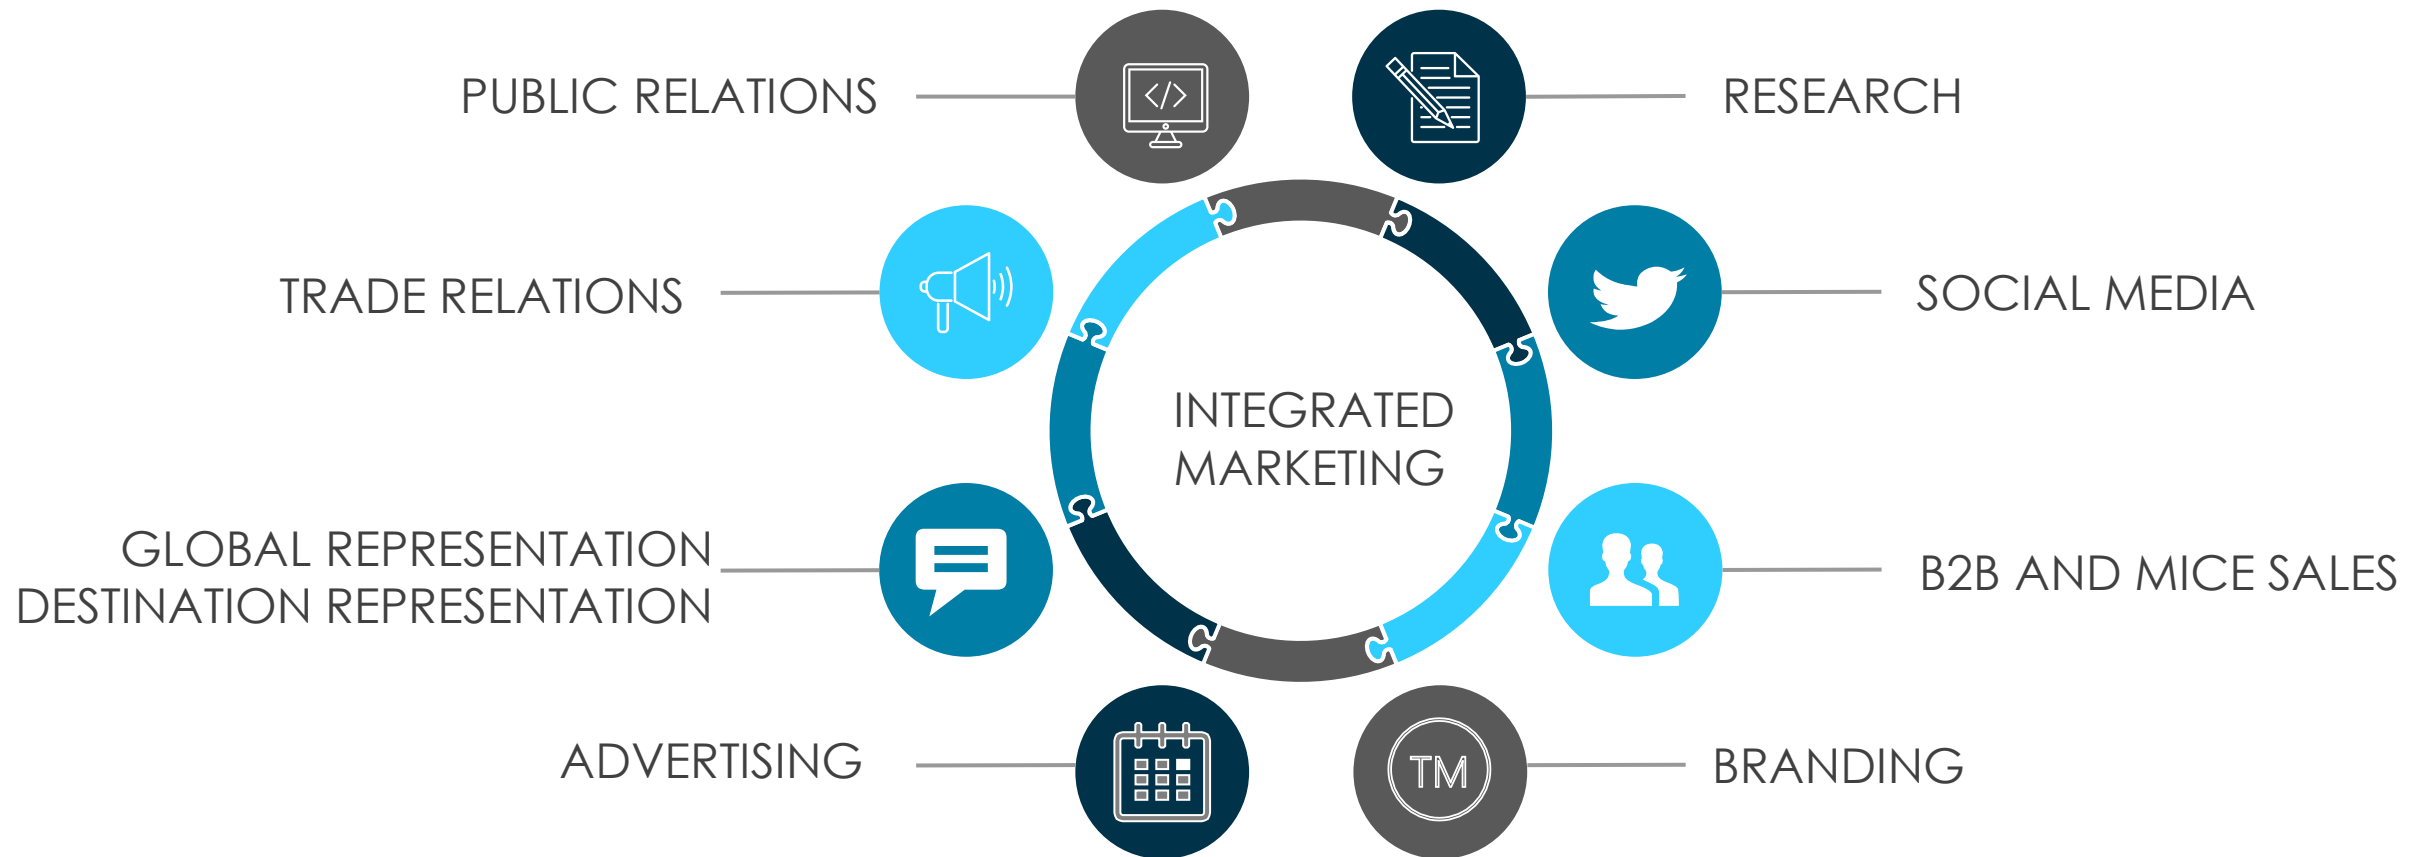 PUBLIC RELATIONS
RESEARCH
TRADE RELATIONS
SOCIAL MEDIA
INTEGRATED
MARKETING
GLOBAL REPRESENTATION
DESTINATION REPRESENTATION
B2B AND MICE SALES
ADVERTISING
BRANDING
</>
TM